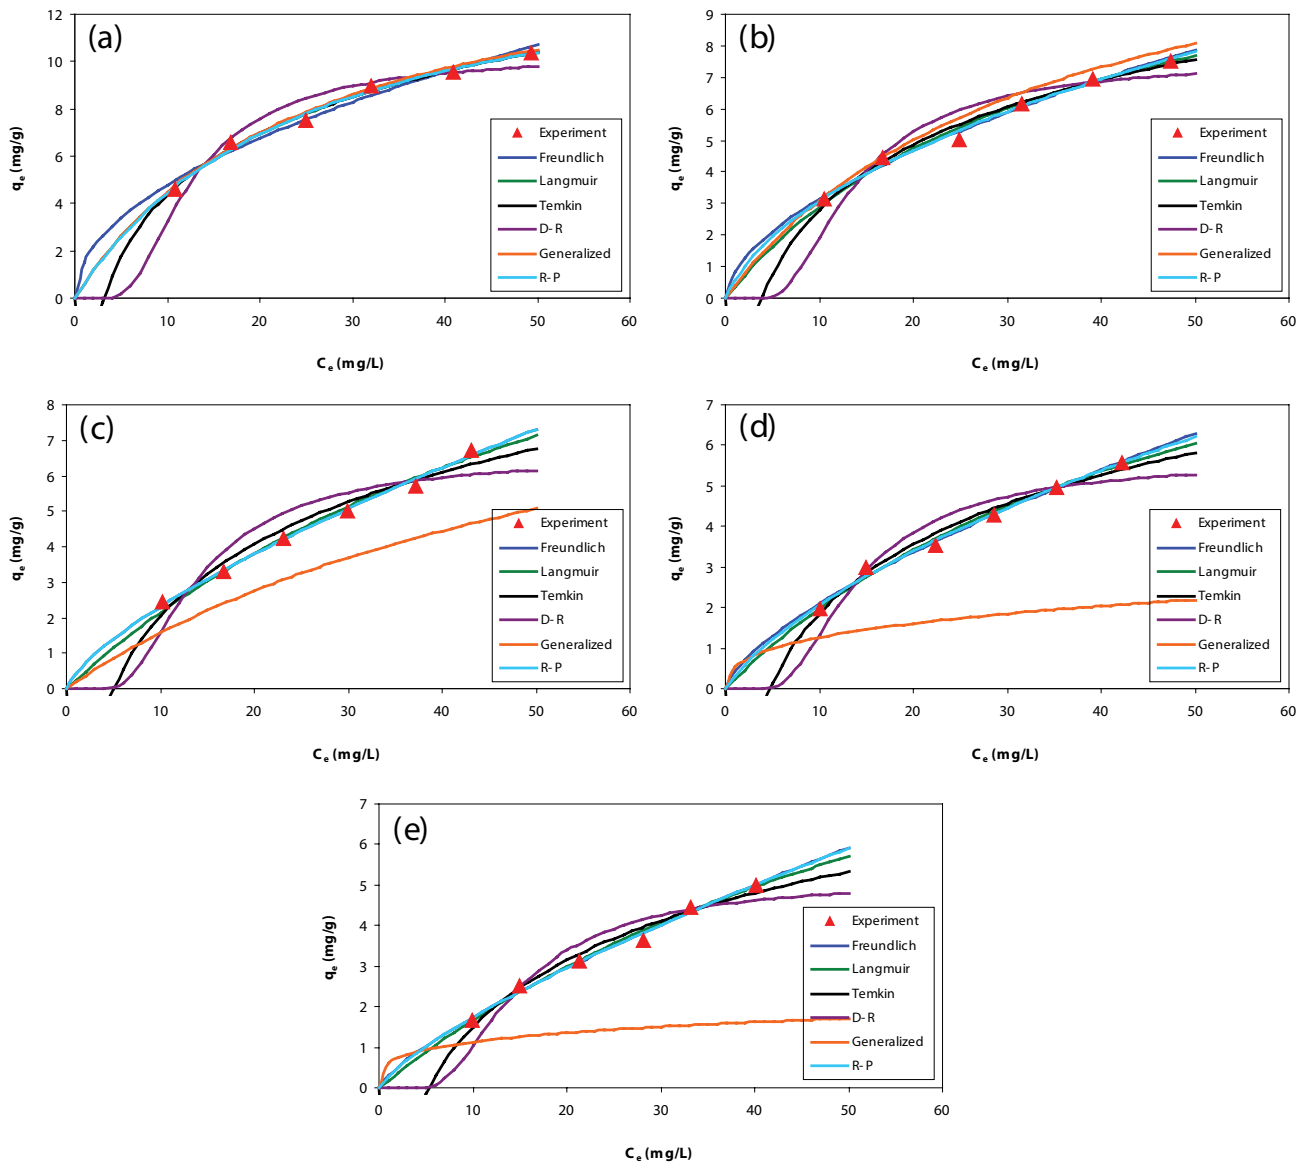 (a)
12
10
8
6
4
2
0
qe (mg/g)
0 10 20 30 40 50 60
Ce (mg/L)
Experiment
Freundlich
Langmuir
Temkin
D-R
Generalized
R-P
(b)
9
8
7
6
5
4
3
2
1
0
qe (mg/g)
0 10 20 30 40 50 60
Ce (mg/L)
Experiment
Freundlich
Langmuir
Temkin
D-R
Generalized
R-P
(c)
8
7
6
5
4
3
2
1
0
qe (mg/g)
0 10 20 30 40 50 60
Ce (mg/L)
Experiment
Freundlich
Langmuir
Temkin
D-R
Generalized
R-P
(d)
7
6
5
4
3
2
1
0
qe (mg/g)
0 10 20 30 40 50 60
Ce (mg/L)
Experiment
Freundlich
Langmuir
Temkin
D-R
Generalized
R-P
(e)
7
6
5
4
3
2
1
0
qe (mg/g)
0 10 20 30 40 50 60
Ce (mg/L)
Experiment
Freundlich
Langmuir
Temkin
D-R
Generalized
R-P